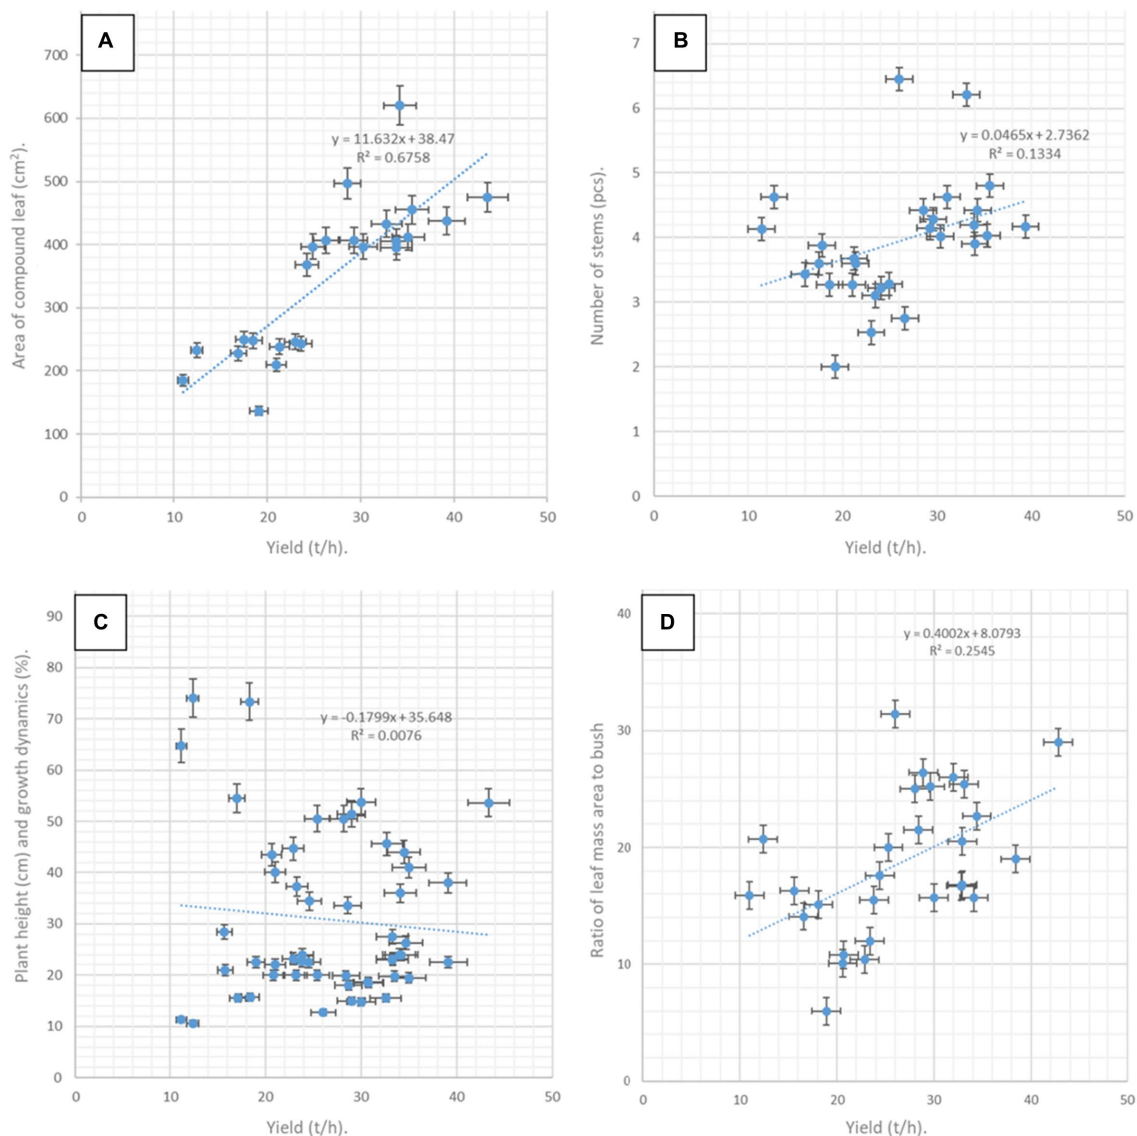 A
700
600
500
400
300
200
100
0
0 10 20 30 40 50
Area of compound leaf (cm²).
Yield (t/h).
y = 11.632x + 38.47
R² = 0.6758
B
7
6
5
4
3
2
1
0
0 10 20 30 40 50
Number of stems (pcs).
Yield (t/h).
y = 0.0465x + 2.7362
R² = 0.1334
C
90
80
70
60
50
40
30
20
10
0
0 10 20 30 40 50
Plant height (cm) and growth dynamics (%).
Yield (t/h).
y = -0.1799x + 35.648
R² = 0.0076
D
40
30
20
10
0
0 10 20 30 40 50
Ratio of leaf mass area to bush
Yield (t/h).
y = 0.4002x + 8.0793
R² = 0.2545